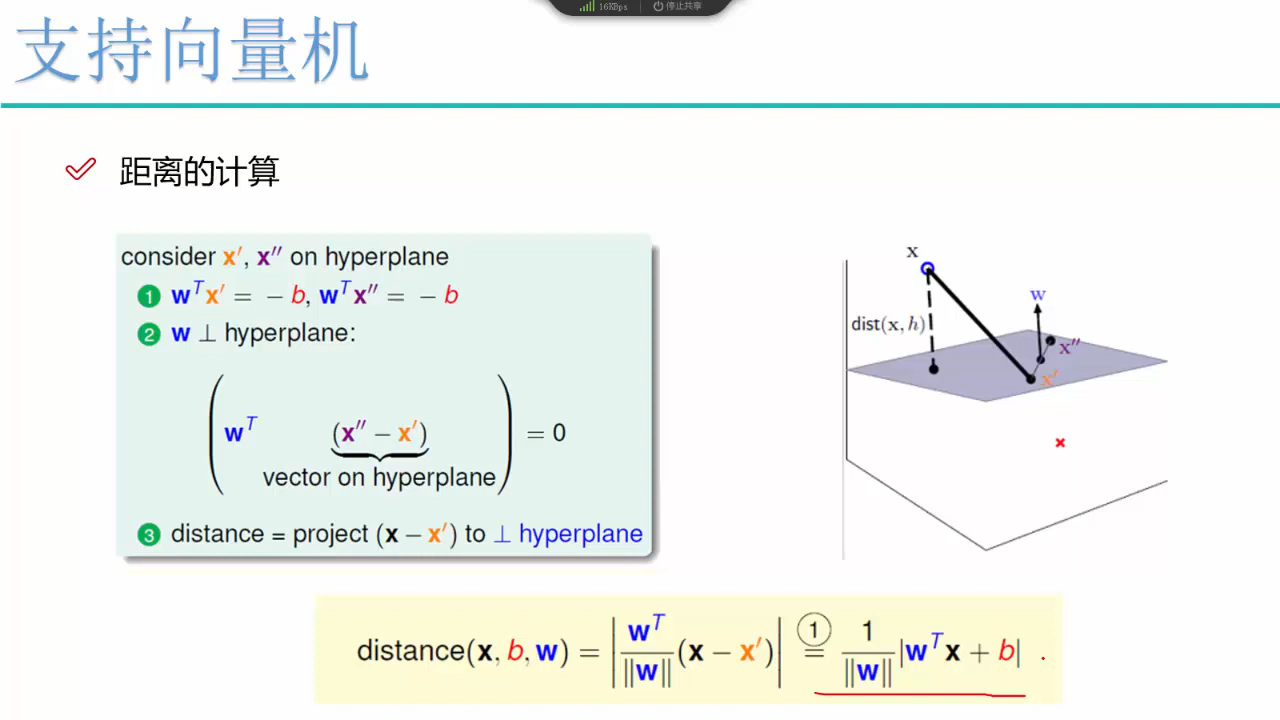 16KBps 停止共享
支持向量机
距离的计算
consider x′, x″ on hyperplane
1 wᵀx′ = − b, wᵀx″ = − b
2 w ⊥ hyperplane:
( wᵀ (x″ − x′) ) = 0
vector on hyperplane
3 distance = project (x − x′) to ⊥ hyperplane
x
w
dist(x, h)
x″
x′
distance(x, b, w) = | wᵀ/‖w‖ (x − x′) | ①= 1/‖w‖ |wᵀx + b|